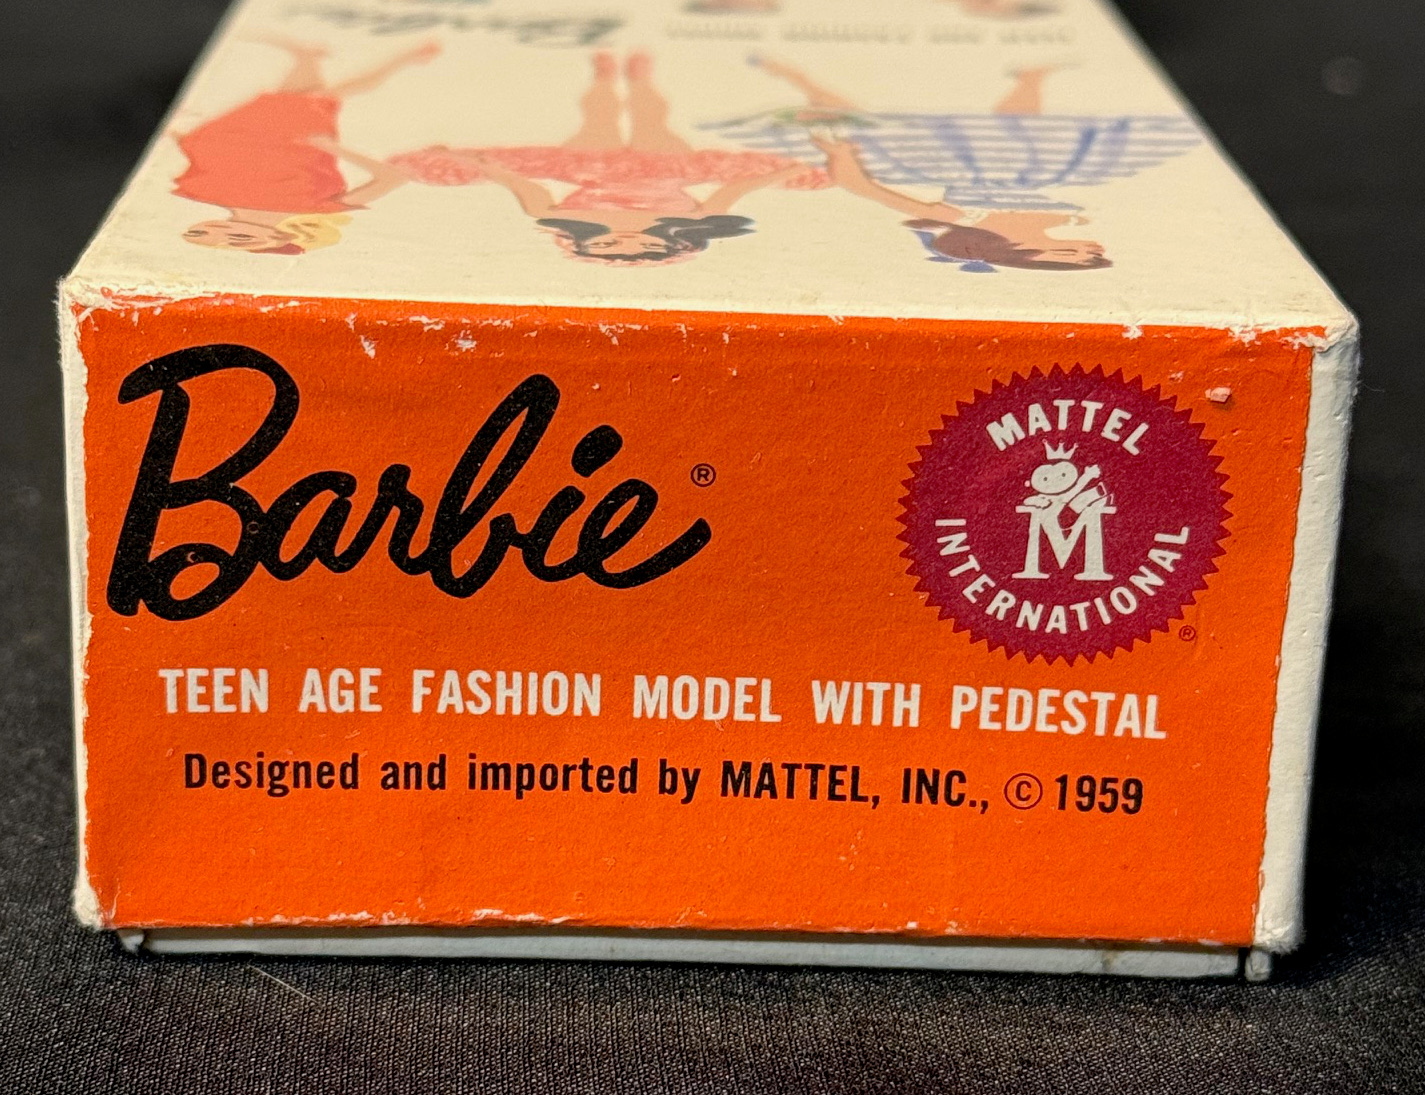 Barbie®
MATTEL
M
INTERNATIONAL
®
TEEN AGE FASHION MODEL WITH PEDESTAL
Designed and imported by MATTEL, INC., © 1959